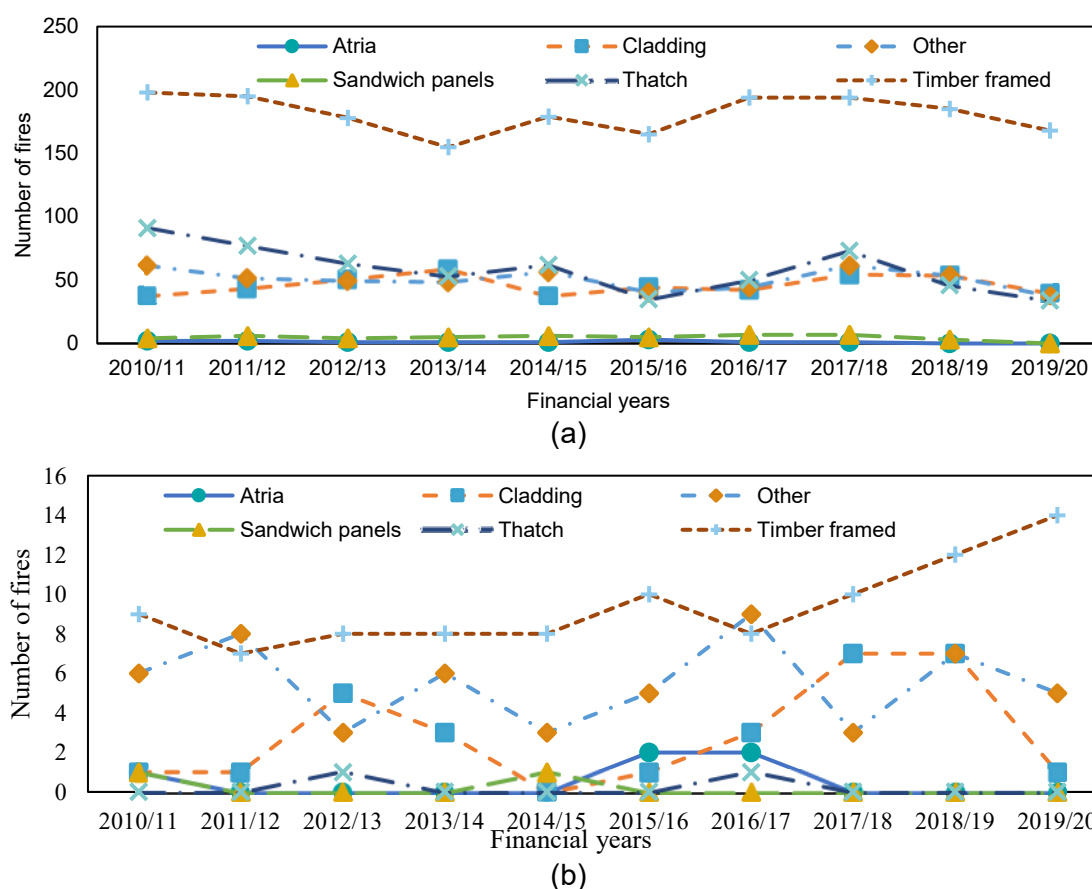 250
200
150
100
50
0
Number of fires
Atria Cladding Other
Sandwich panels Thatch Timber framed
2010/11 2011/12 2012/13 2013/14 2014/15 2015/16 2016/17 2017/18 2018/19 2019/20
Financial years
(a)
16
14
12
10
8
6
4
2
0
Number of fires
Atria Cladding Other
Sandwich panels Thatch Timber framed
2010/11 2011/12 2012/13 2013/14 2014/15 2015/16 2016/17 2017/18 2018/19 2019/20
Financial years
(b)